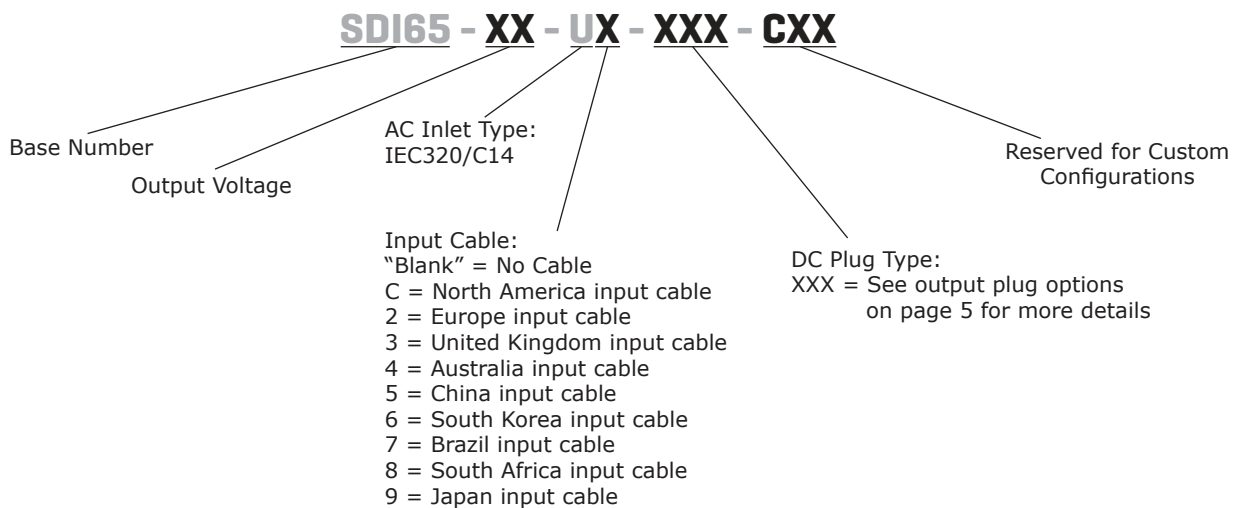 SDI65 - XX - UX - XXX - CXX
Base Number
Output Voltage
AC Inlet Type:
IEC320/C14
Input Cable:
“Blank” = No Cable
C = North America input cable
2 = Europe input cable
3 = United Kingdom input cable
4 = Australia input cable
5 = China input cable
6 = South Korea input cable
7 = Brazil input cable
8 = South Africa input cable
9 = Japan input cable
DC Plug Type:
XXX = See output plug options
on page 5 for more details
Reserved for Custom
Configurations